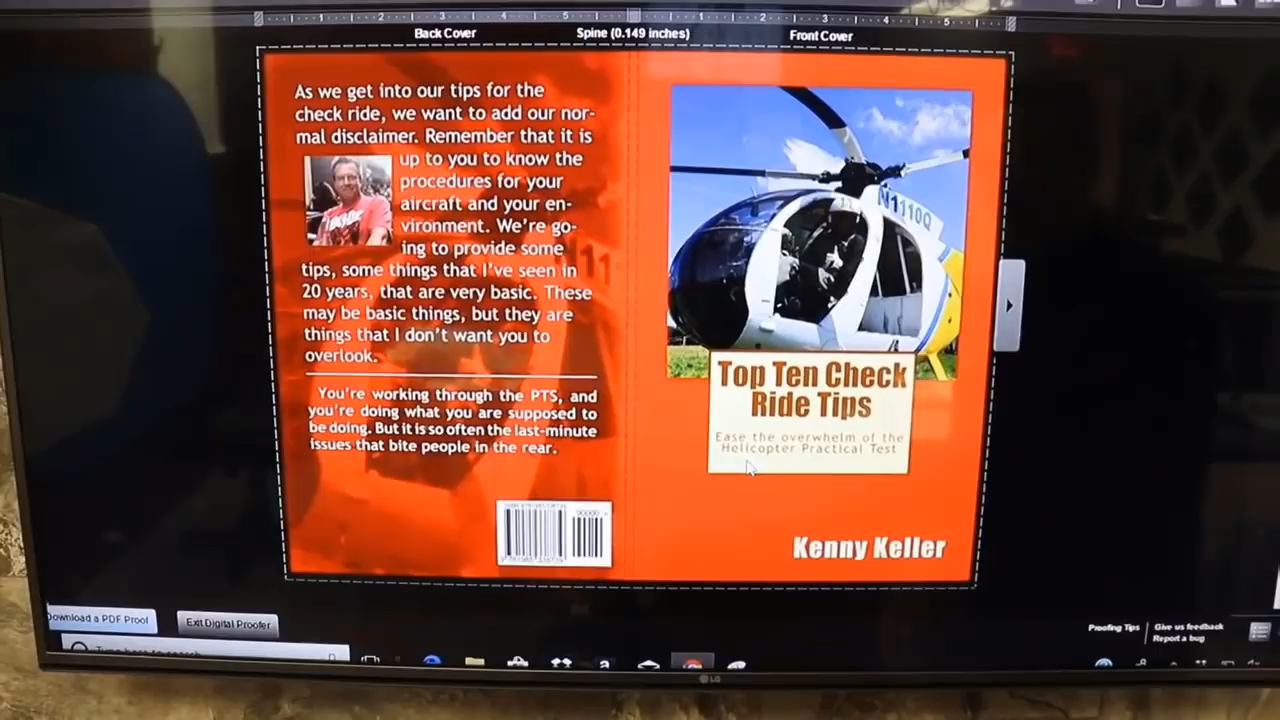 Back Cover
Spine (0.149 inches)
Front Cover
As we get into our tips for the
check ride, we want to add our nor-
mal disclaimer. Remember that it is
up to you to know the
procedures for your
aircraft and your en-
vironment. We're go-
ing to provide some
tips, some things that I've seen in
20 years, that are very basic. These
may be basic things, but they are
things that I don't want you to
overlook.
You're working through the PTS, and
you're doing what you are supposed to
be doing. But it is so often the last-minute
issues that bite people in the rear.
N1110Q
Top Ten Check
Ride Tips
Ease the overwhelm of the
Helicopter Practical Test
Kenny Keller
Download a PDF Proof
Exit Digital Proofer
Proofing Tips
Give us feedback
Report a bug
Type here to search
LG